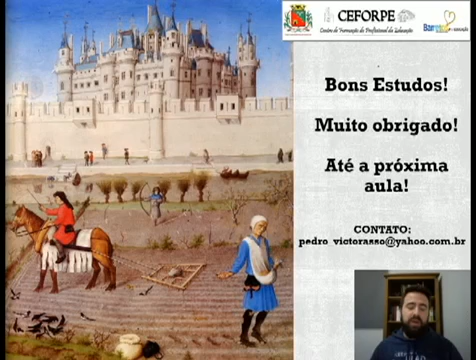 CEFORPE
Centro de Formação do Profissional da Educação
Bons Estudos!
Muito obrigado!
Até a próxima
aula!
CONTATO:
pedro_victorasso@yahoo.com.br